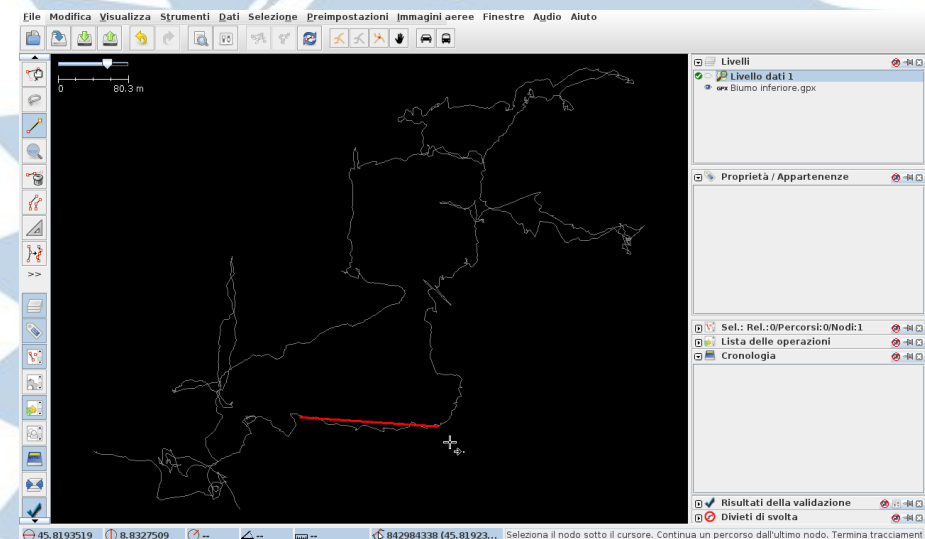 File Modifica Visualizza Strumenti Dati Selezione Preimpostazioni Immagini aeree Finestre Audio Aiuto
0 80.3 m
Livelli
Livello dati 1
GPX Biumo inferiore.gpx
Proprietà / Appartenenze
>>
Sel.: Rel.:0/Percorsi:0/Nodi:1
Lista delle operazioni
Cronologia
Risultati della validazione
Divieti di svolta
45.8193519 8.8327509 -- -- -- 842984338 (45.81923... Seleziona il nodo sotto il cursore. Continua un percorso dall'ultimo nodo. Termina tracciament